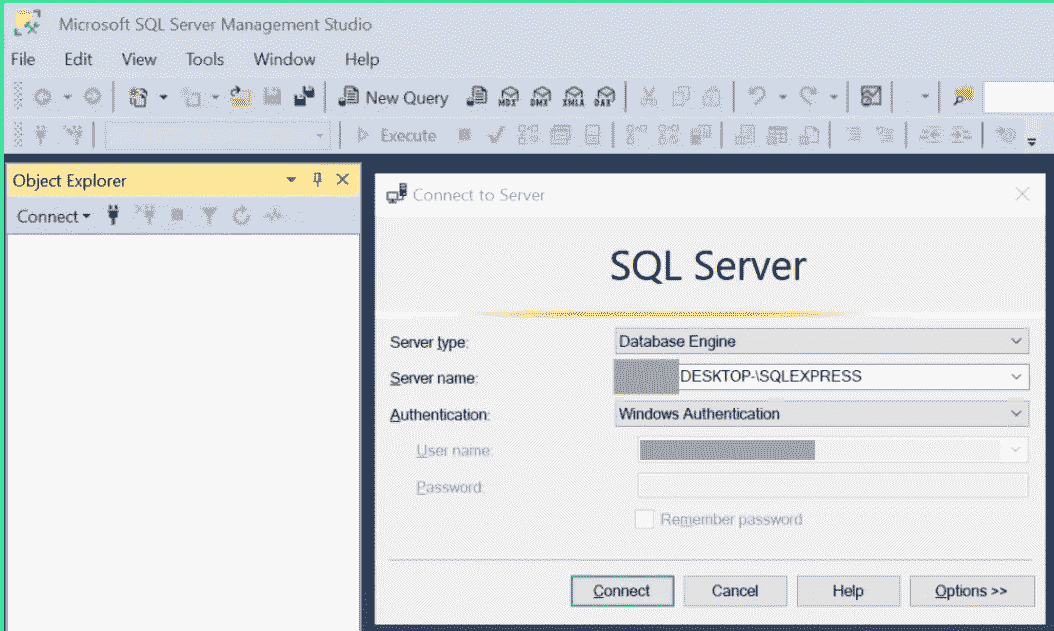 Microsoft SQL Server Management Studio
File Edit View Tools Window Help
New Query MDX DMX XMLA DAX
Execute
Object Explorer
Connect
Connect to Server
SQL Server
Server type: Database Engine
Server name: DESKTOP-\SQLEXPRESS
Authentication: Windows Authentication
User name:
Password:
Remember password
Connect Cancel Help Options >>